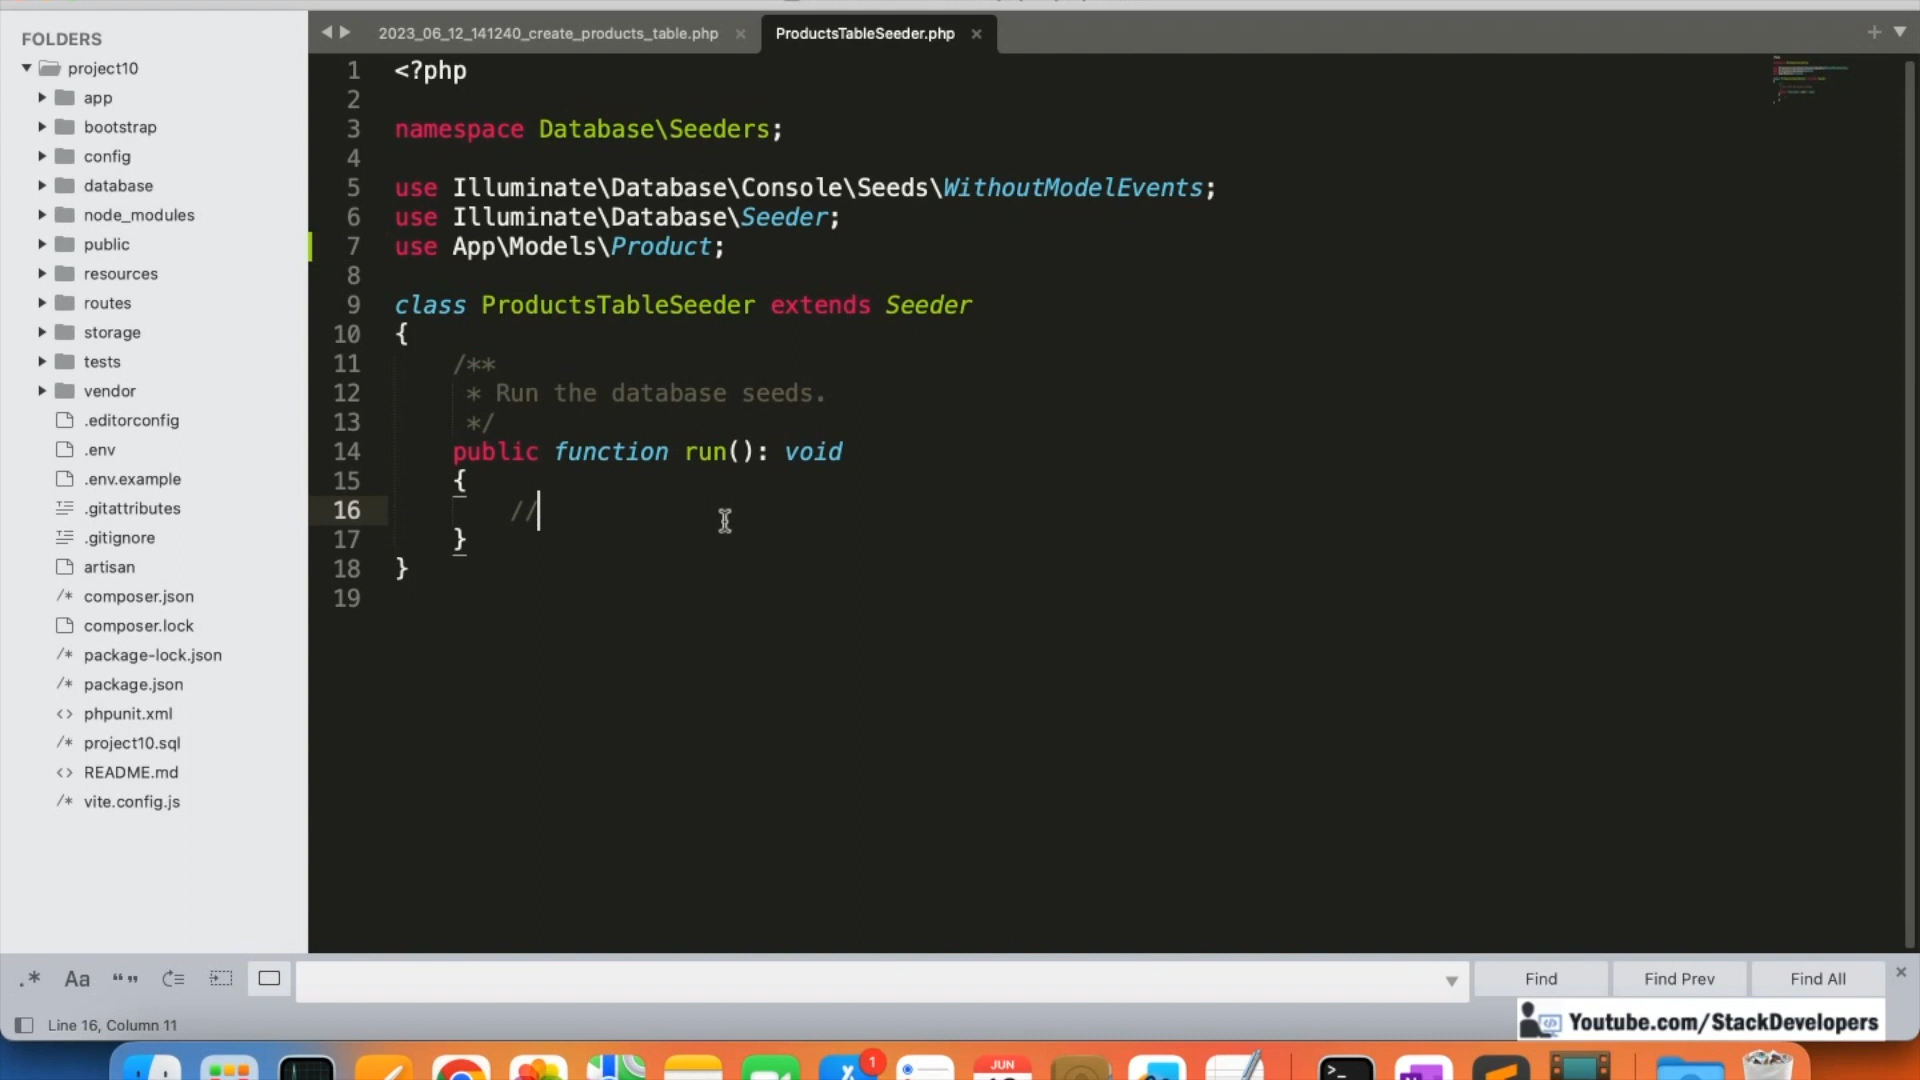 FOLDERS
project10
app
bootstrap
config
database
node_modules
public
resources
routes
storage
tests
vendor
.editorconfig
.env
.env.example
.gitattributes
.gitignore
artisan
/* composer.json
composer.lock
/* package-lock.json
/* package.json
<> phpunit.xml
/* project10.sql
<> README.md
/* vite.config.js
2023_06_12_141240_create_products_table.php ×
ProductsTableSeeder.php ×
1 <?php
2
3 namespace Database\Seeders;
4
5 use Illuminate\Database\Console\Seeds\WithoutModelEvents;
6 use Illuminate\Database\Seeder;
7 use App\Models\Product;
8
9 class ProductsTableSeeder extends Seeder
10 {
11 /**
12 * Run the database seeds.
13 */
14 public function run(): void
15 {
16 //
17 }
18 }
19
.* Aa “”
Find
Find Prev
Find All
Line 16, Column 11
Youtube.com/StackDevelopers
1
JUN